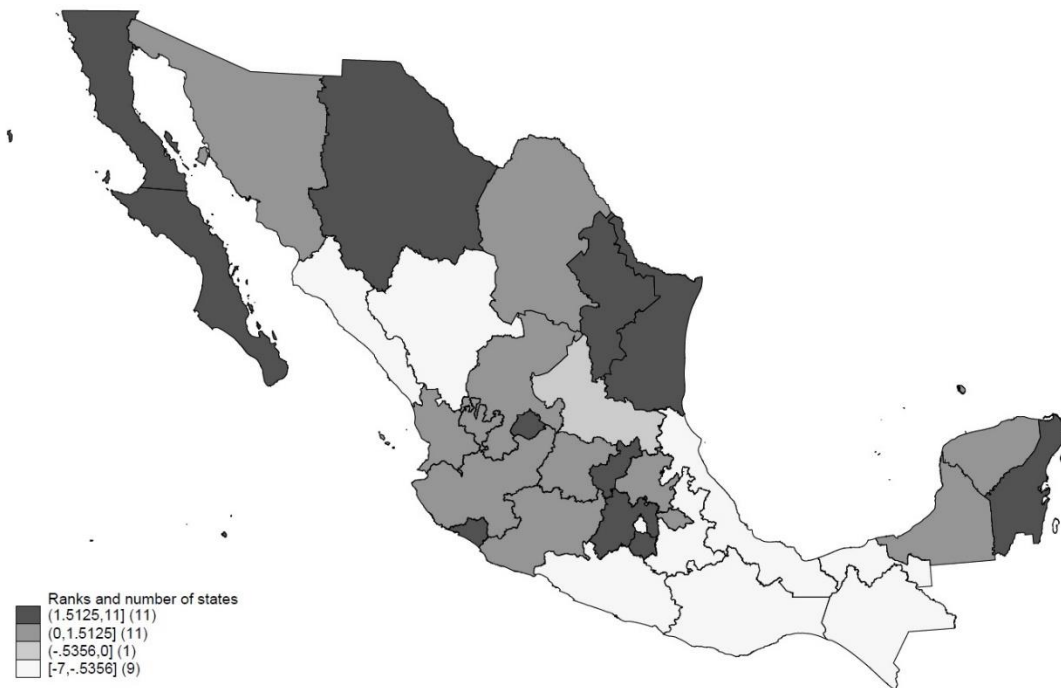 Ranks and number of states
(1.5125,11] (11)
(0,1.5125] (11)
(-.5356,0] (1)
[-7,-.5356] (9)